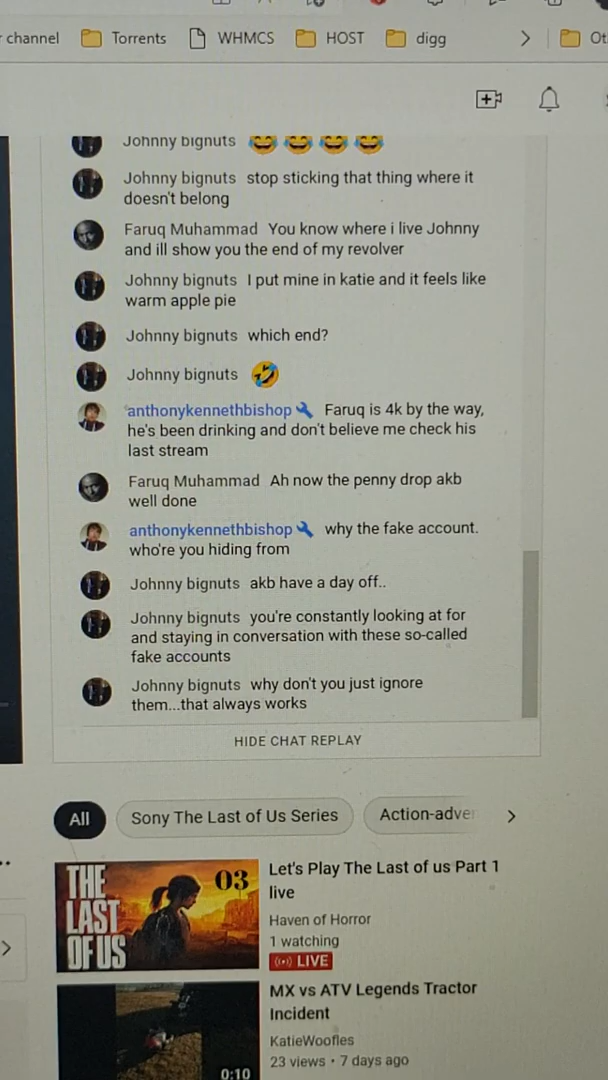 channel
Torrents
WHMCS
HOST
digg
Johnny bignuts 😂😂😂😂
Johnny bignuts stop sticking that thing where it
doesn't belong
Faruq Muhammad You know where i live Johnny
and ill show you the end of my revolver
Johnny bignuts I put mine in katie and it feels like
warm apple pie
Johnny bignuts which end?
Johnny bignuts 🤣
anthonykennethbishop 🔧 Faruq is 4k by the way,
he's been drinking and don't believe me check his
last stream
Faruq Muhammad Ah now the penny drop akb
well done
anthonykennethbishop 🔧 why the fake account.
who're you hiding from
Johnny bignuts akb have a day off..
Johnny bignuts you're constantly looking at for
and staying in conversation with these so-called
fake accounts
Johnny bignuts why don't you just ignore
them...that always works
HIDE CHAT REPLAY
All
Sony The Last of Us Series
Action-adve
THE
LAST
OF US
03
Let's Play The Last of us Part 1
live
Haven of Horror
1 watching
LIVE
MX vs ATV Legends Tractor
Incident
KatieWoofles
23 views • 7 days ago
0:10